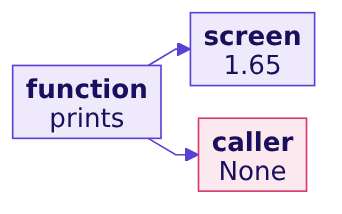 function
prints
screen
1.65
caller
None